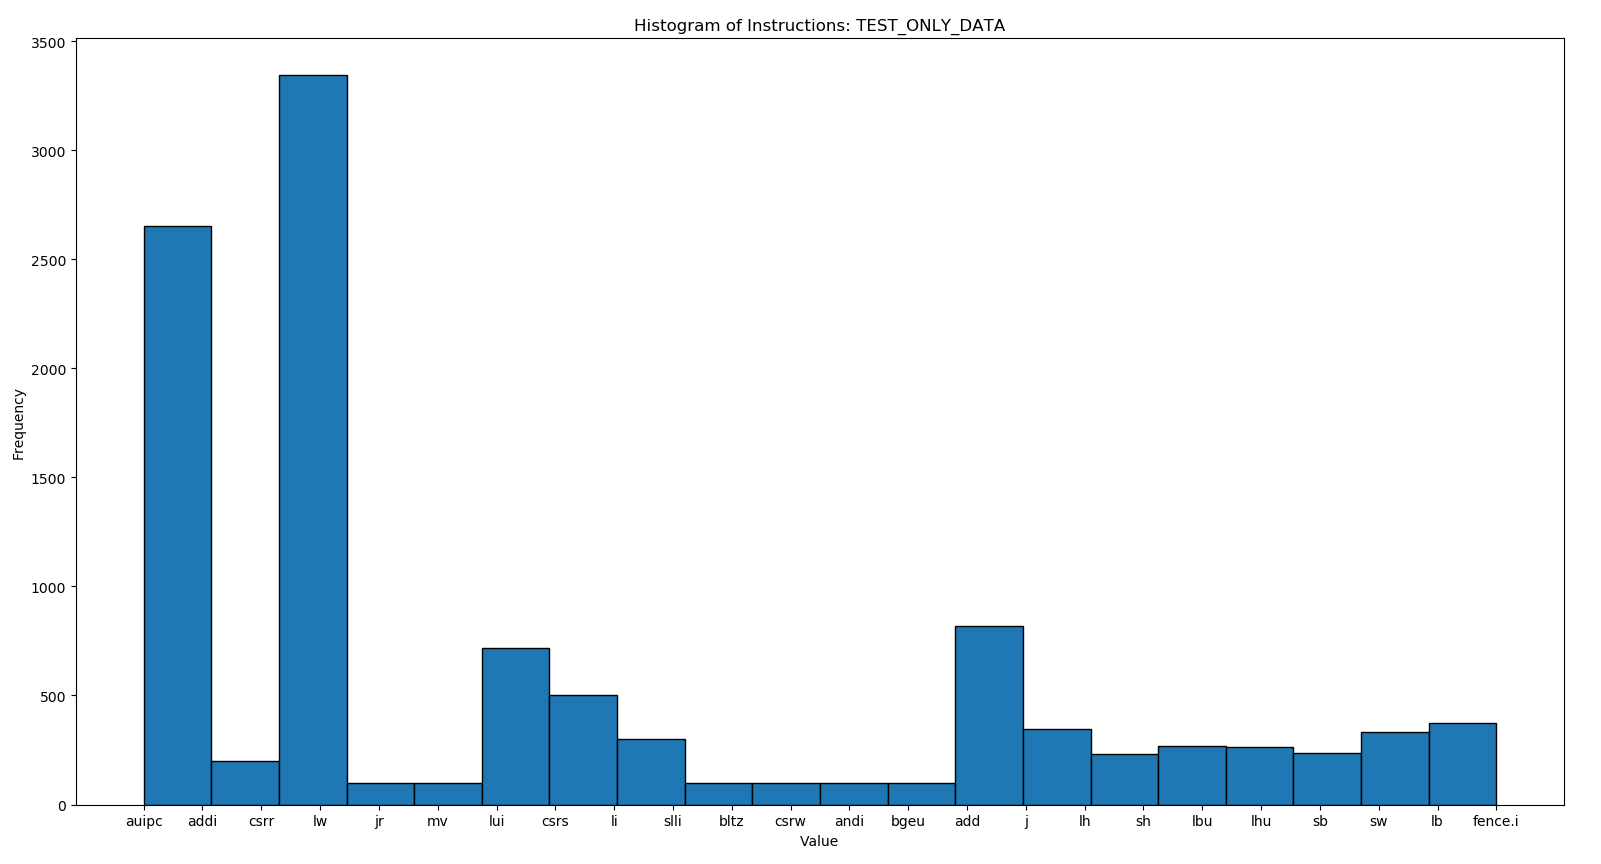 Histogram of Instructions: TEST_ONLY_DATA
3500
3000
2500
2000
1500
1000
500
0
Frequency
auipc addi csrr lw jr mv lui csrs li slli bltz csrw andi bgeu add j lh sh lbu lhu sb sw lb fence.i
Value